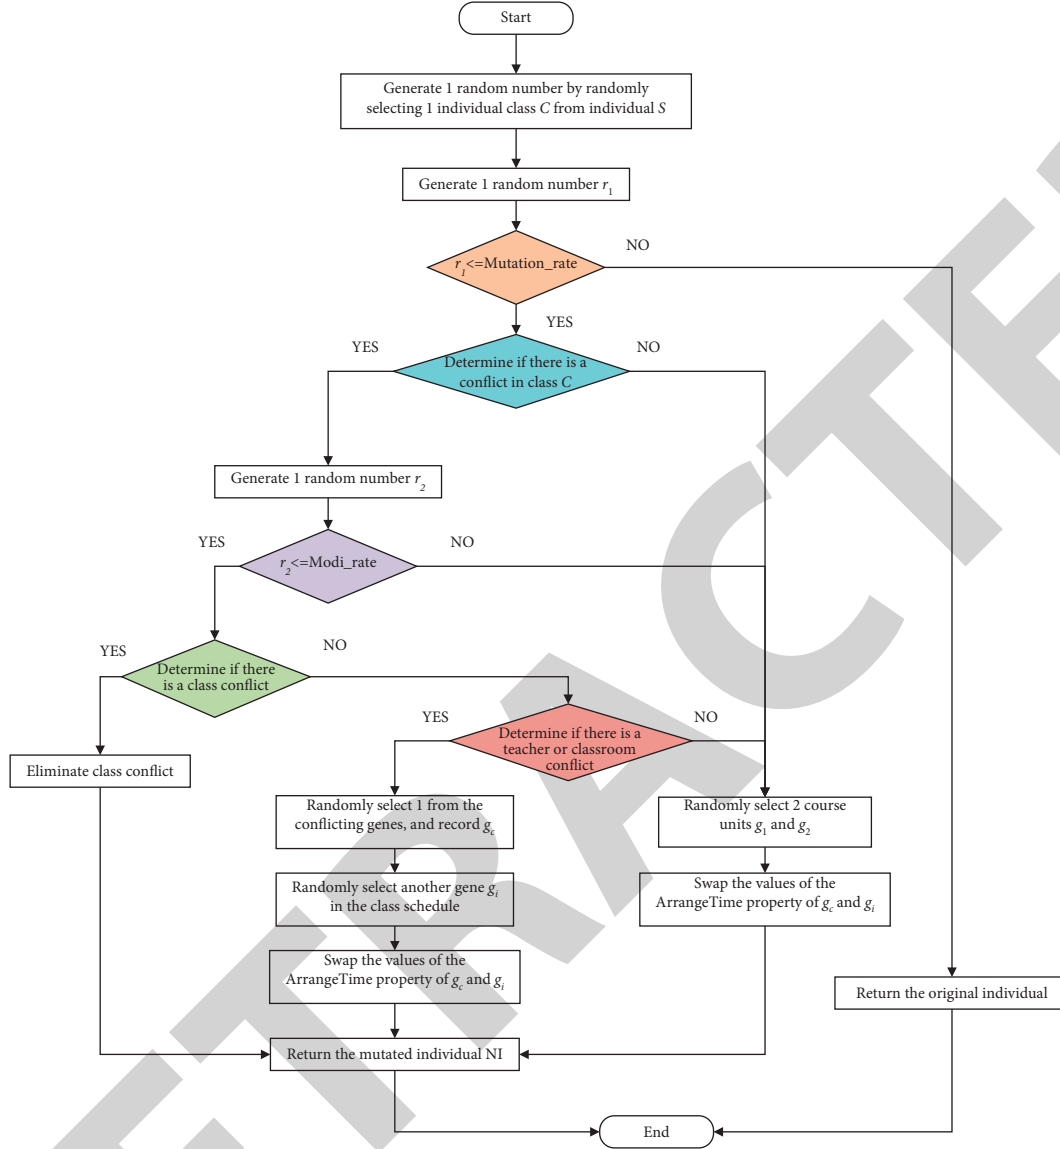 Start
Generate 1 random number by randomly
selecting 1 individual class C from individual S
Generate 1 random number r1
r1<=Mutation_rate
NO
YES
YES
Determine if there is a
conflict in class C
NO
Generate 1 random number r2
YES
r2<=Modi_rate
NO
YES
Determine if there
is a class conflict
NO
YES
Determine if there is a
teacher or classroom
conflict
NO
Eliminate class conflict
Randomly select 1 from the
conflicting genes, and record gc
Randomly select 2 course
units g1 and g2
Randomly select another gene gi
in the class schedule
Swap the values of the
ArrangeTime property of gc and gi
Swap the values of the
ArrangeTime property of gc and gi
Return the original individual
Return the mutated individual NI
End